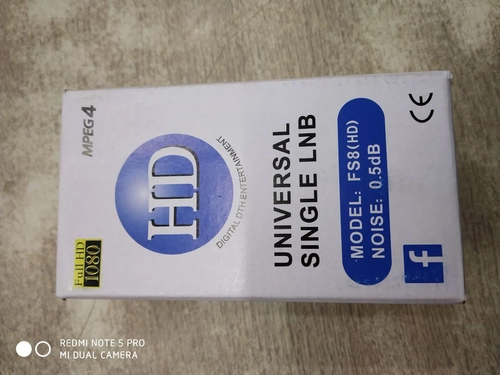 Full HD
1080
MPEG4
HD
DIGITAL DTH ENTERTAINMENT
UNIVERSAL
SINGLE LNB
MODEL: FS8(HD)
NOISE: 0.5dB
f
CE
REDMI NOTE 5 PRO
MI DUAL CAMERA